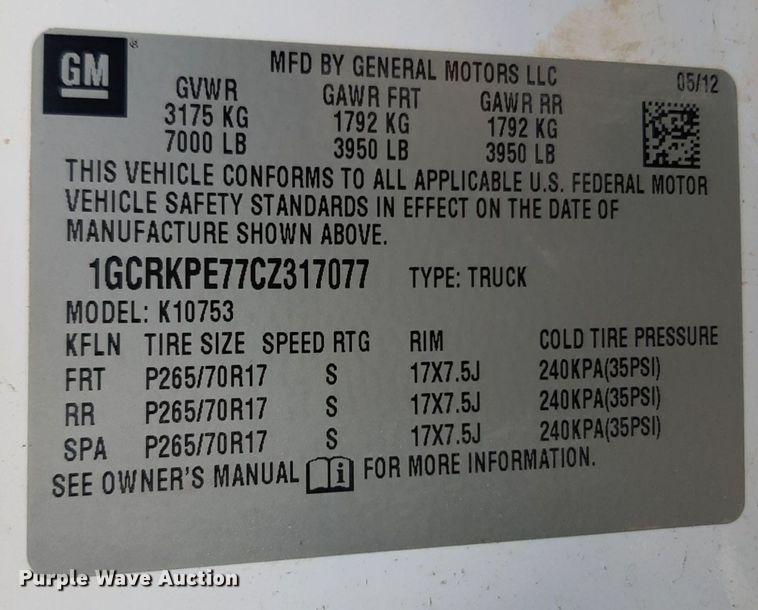 GM
MFD BY GENERAL MOTORS LLC 05/12
GVWR GAWR FRT GAWR RR
3175 KG 1792 KG 1792 KG
7000 LB 3950 LB 3950 LB
THIS VEHICLE CONFORMS TO ALL APPLICABLE U.S. FEDERAL MOTOR
VEHICLE SAFETY STANDARDS IN EFFECT ON THE DATE OF
MANUFACTURE SHOWN ABOVE.
1GCRKPE77CZ317077 TYPE: TRUCK
MODEL: K10753
KFLN TIRE SIZE SPEED RTG RIM COLD TIRE PRESSURE
FRT P265/70R17 S 17X7.5J 240KPA(35PSI)
RR P265/70R17 S 17X7.5J 240KPA(35PSI)
SPA P265/70R17 S 17X7.5J 240KPA(35PSI)
SEE OWNER'S MANUAL i FOR MORE INFORMATION.
Purple Wave Auction